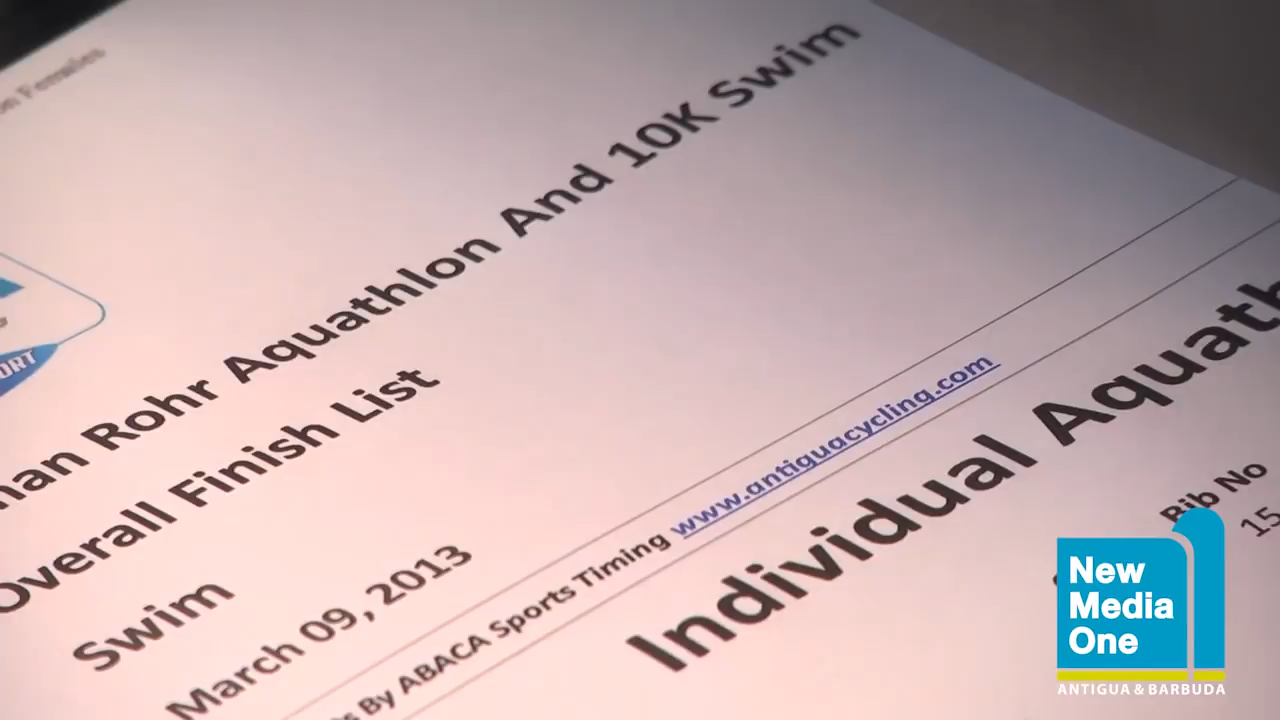 on Females
man Rohr Aquathlon And 10K Swim
Overall Finish List
Swim
March 09, 2013
By ABACA Sports Timing www.antiguacycling.com
Individual Aquath
Bib No
15
New
Media
One
ANTIGUA & BARBUDA